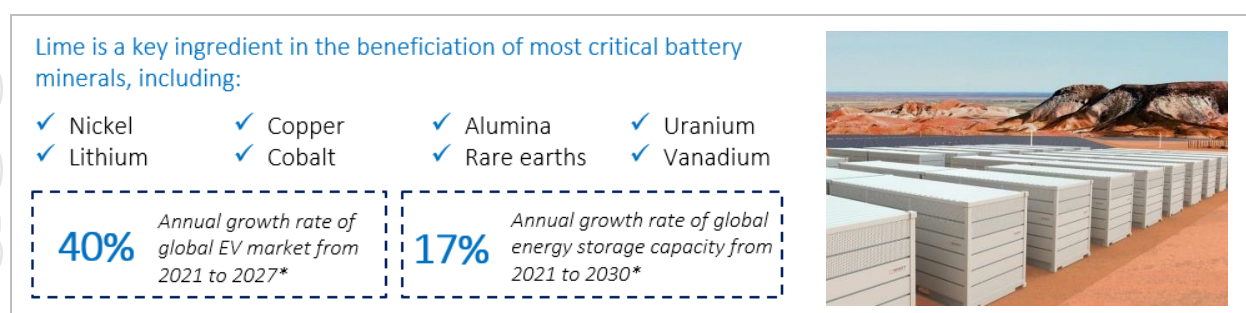 Lime is a key ingredient in the beneficiation of most critical battery
minerals, including:
✓ Nickel ✓ Copper ✓ Alumina ✓ Uranium
✓ Lithium ✓ Cobalt ✓ Rare earths ✓ Vanadium
40%
Annual growth rate of
global EV market from
2021 to 2027*
17%
Annual growth rate of global
energy storage capacity from
2021 to 2030*